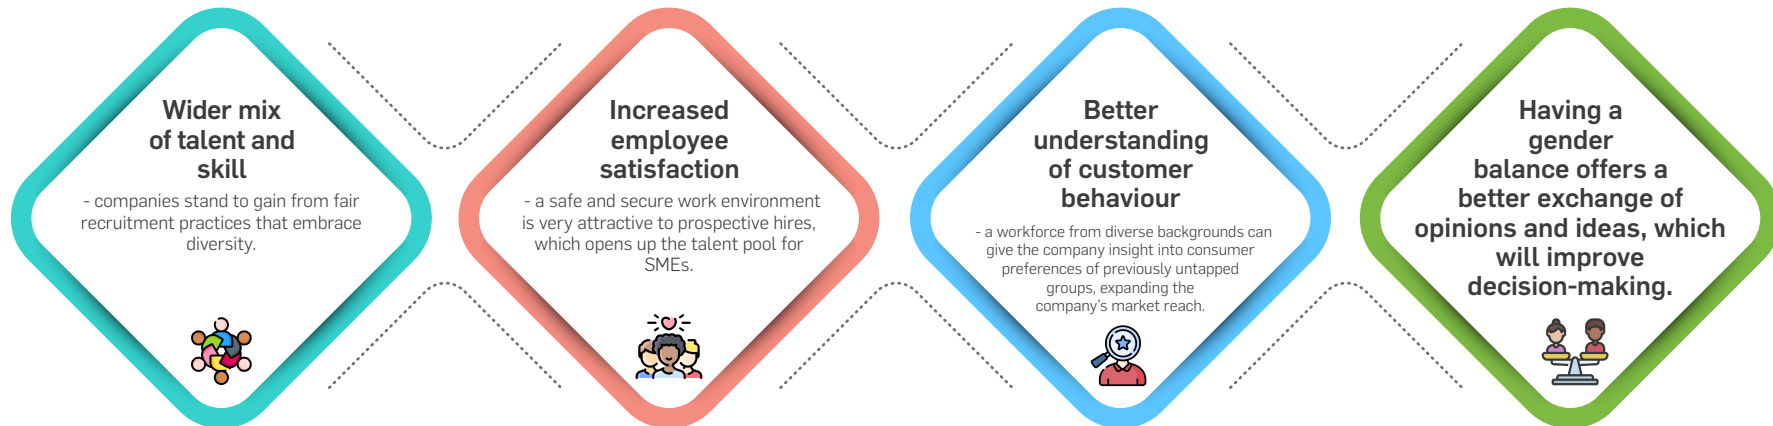 Wider mix
of talent and
skill
- companies stand to gain from fair
recruitment practices that embrace
diversity.
Increased
employee
satisfaction
- a safe and secure work environment
is very attractive to prospective hires,
which opens up the talent pool for
SMEs.
Better
understanding
of customer
behaviour
- a workforce from diverse backgrounds can
give the company insight into consumer
preferences of previously untapped
groups, expanding the
company's market reach.
Having a
gender
balance offers a
better exchange of
opinions and ideas, which
will improve
decision-making.